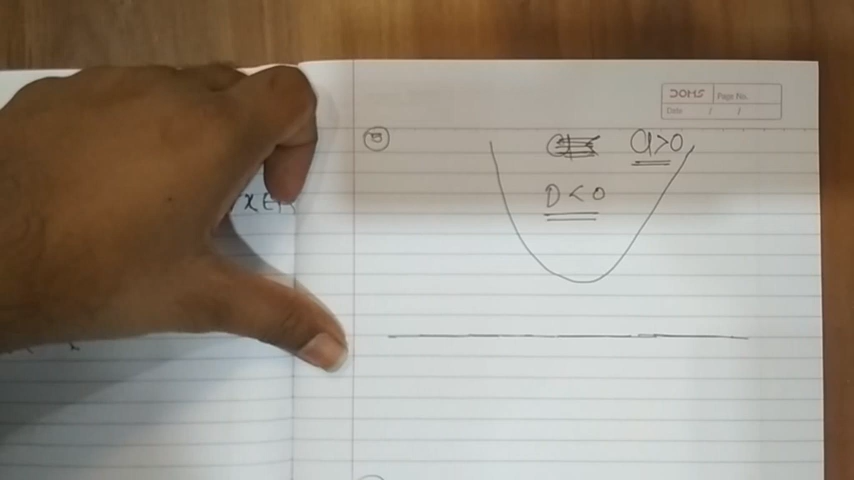 DOMS Page No.
Date / /
a>0
D<0
x∈